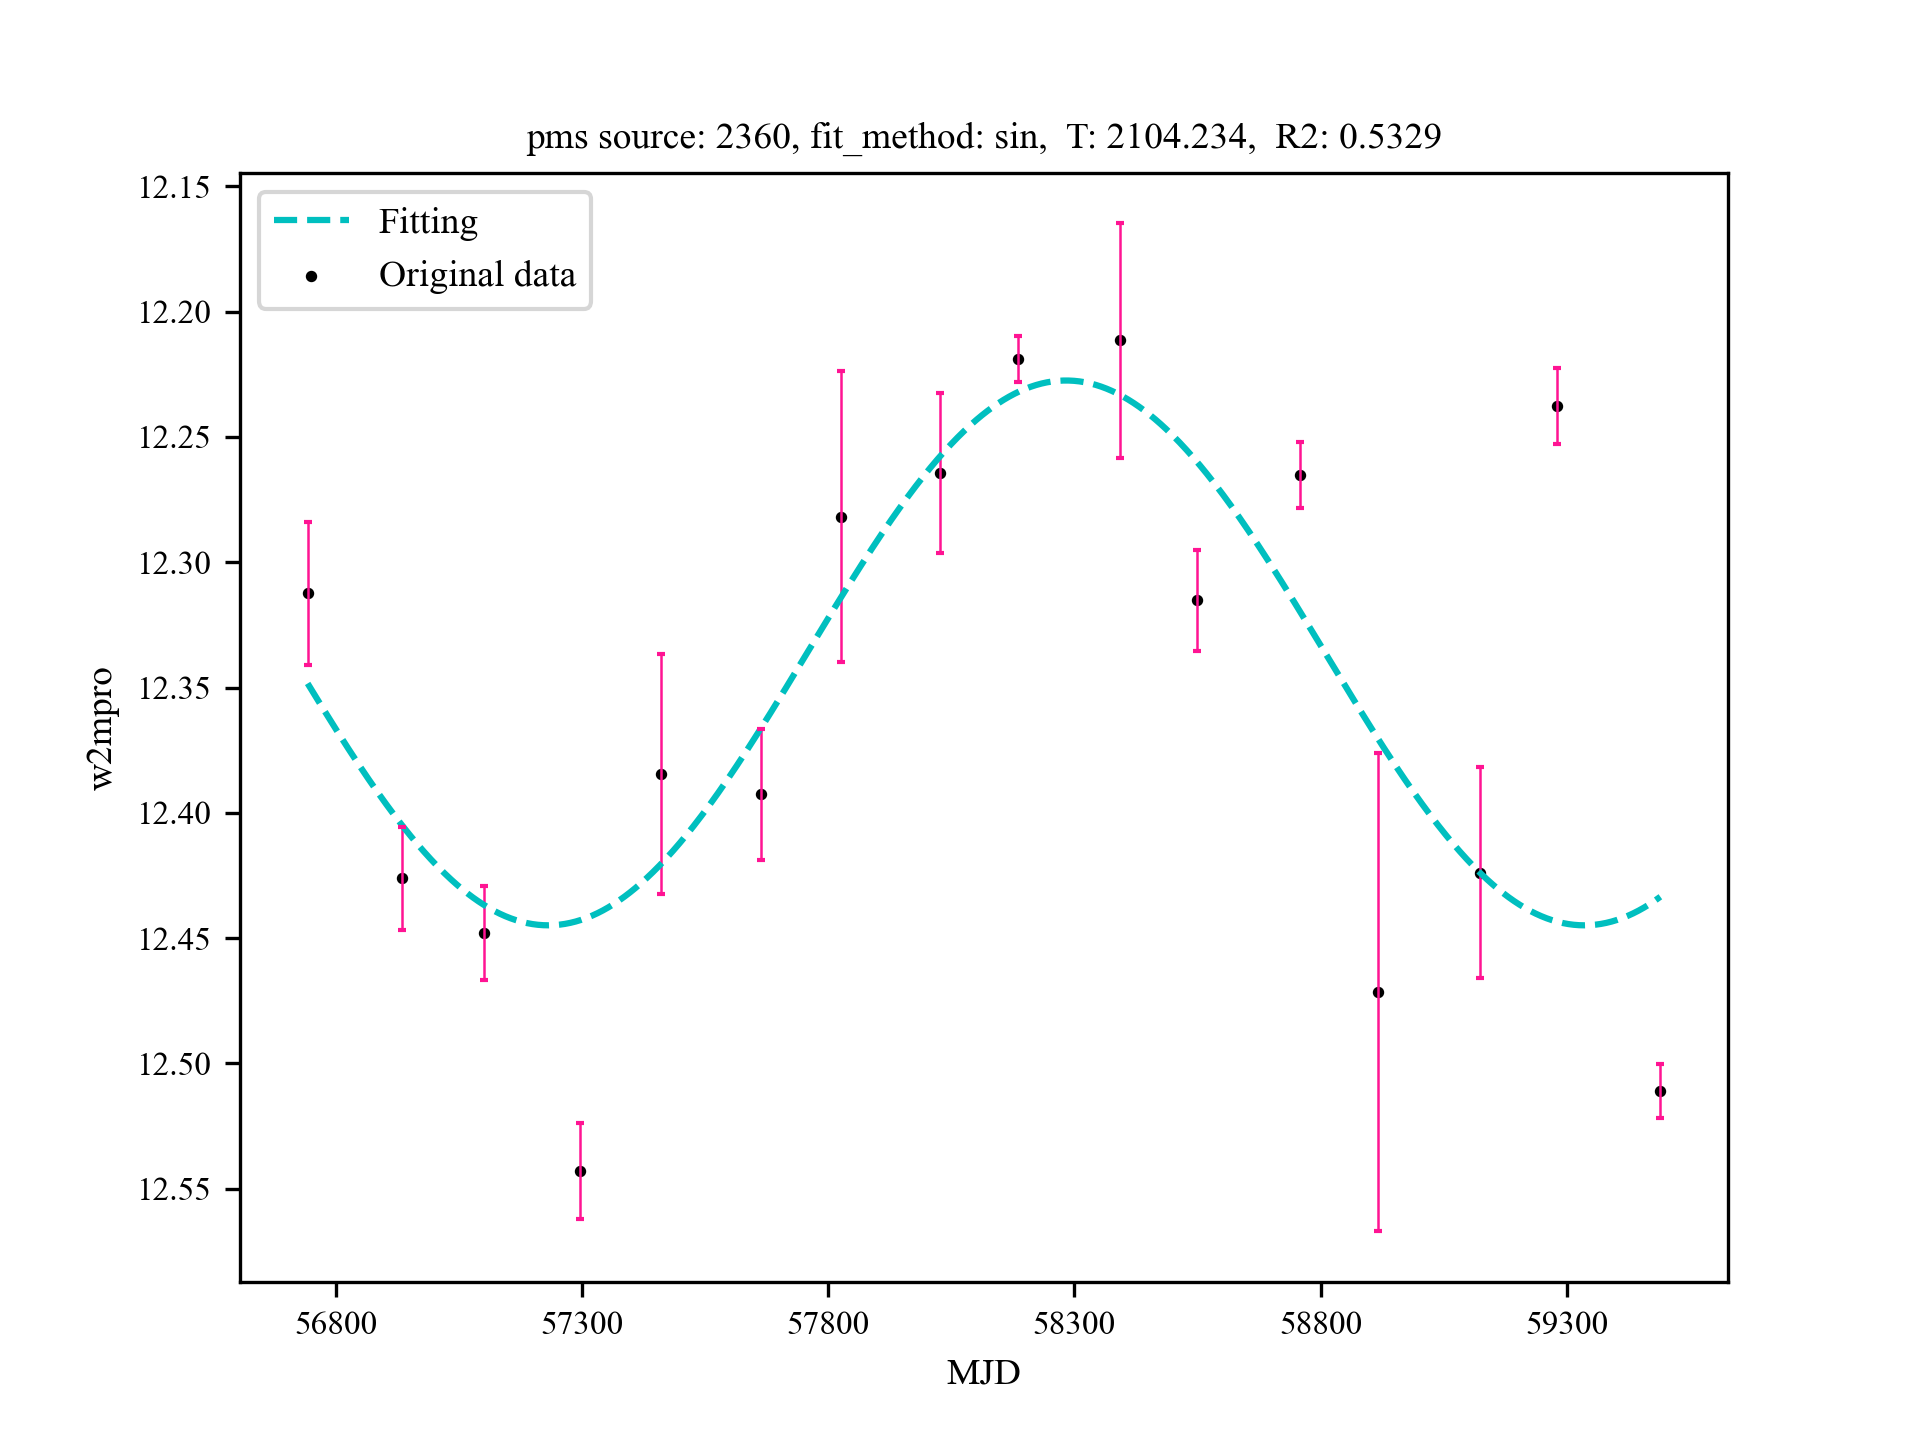 pms source: 2360, fit_method: sin,  T: 2104.234,  R2: 0.5329
Fitting
Original data
12.15
12.20
12.25
12.30
12.35
12.40
12.45
12.50
12.55
w2mpro
56800 57300 57800 58300 58800 59300
MJD